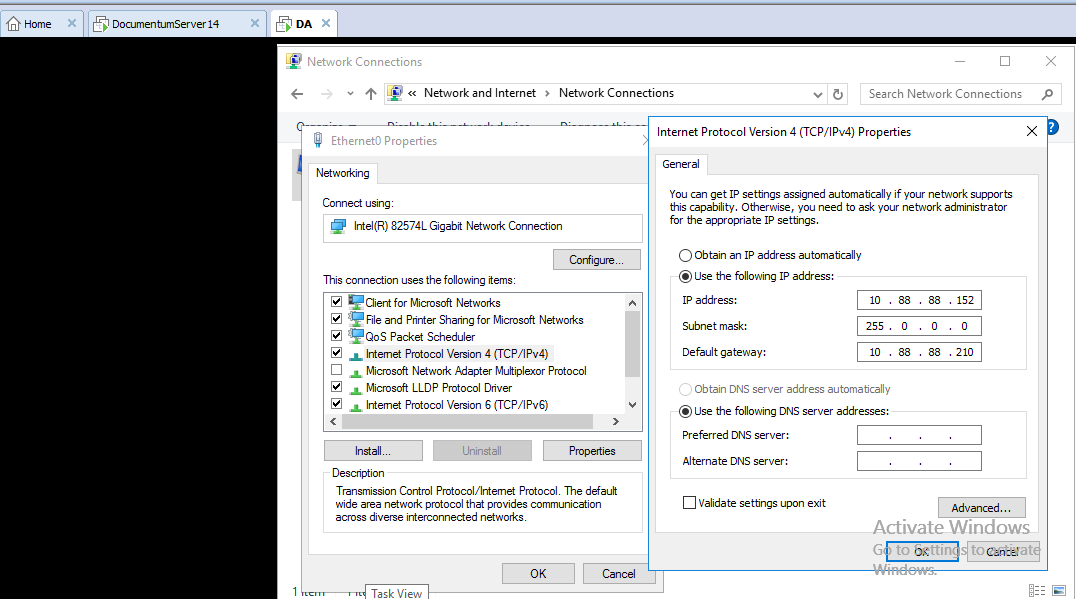 Home
DocumentumServer14
DA
Network Connections
« Network and Internet › Network Connections
Search Network Connections
Ethernet0 Properties
Networking
Connect using:
Intel(R) 82574L Gigabit Network Connection
Configure...
This connection uses the following items:
Client for Microsoft Networks
File and Printer Sharing for Microsoft Networks
QoS Packet Scheduler
Internet Protocol Version 4 (TCP/IPv4)
Microsoft Network Adapter Multiplexor Protocol
Microsoft LLDP Protocol Driver
Internet Protocol Version 6 (TCP/IPv6)
Install...
Uninstall
Properties
Description
Transmission Control Protocol/Internet Protocol. The default
wide area network protocol that provides communication
across diverse interconnected networks.
OK
Cancel
Internet Protocol Version 4 (TCP/IPv4) Properties
General
You can get IP settings assigned automatically if your network supports
this capability. Otherwise, you need to ask your network administrator
for the appropriate IP settings.
Obtain an IP address automatically
Use the following IP address:
IP address: 10 . 88 . 88 . 152
Subnet mask: 255 . 0 . 0 . 0
Default gateway: 10 . 88 . 88 . 210
Obtain DNS server address automatically
Use the following DNS server addresses:
Preferred DNS server: . . .
Alternate DNS server: . . .
Validate settings upon exit
Advanced...
OK
Cancel
Activate Windows
Go to Settings to activate
Windows.
1 item
Task View